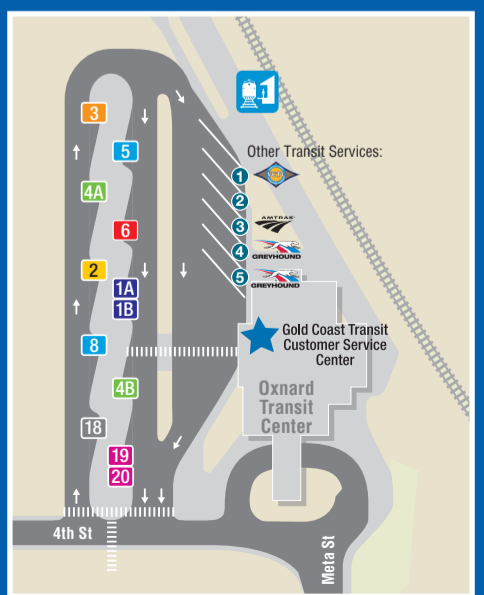 3
5
4A
6
2
1A
1B
8
4B
18
19
20
Other Transit Services:
1
2
3
AMTRAK
4
GREYHOUND
5
GREYHOUND
Gold Coast Transit
Customer Service
Center
Oxnard
Transit
Center
4th St
Meta St